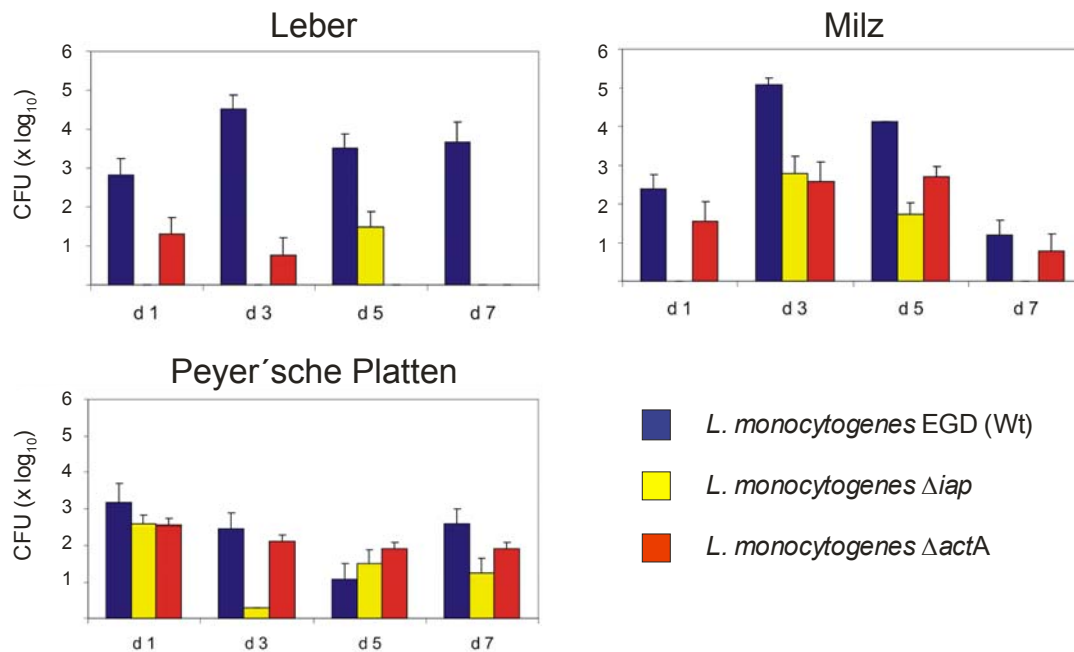 Leber
6
5
4
3
2
1
CFU (x log10)
d 1 d 3 d 5 d 7
Milz
6
5
4
3
2
1
d 1 d 3 d 5 d 7
Peyer´sche Platten
6
5
4
3
2
1
CFU (x log10)
d 1 d 3 d 5 d 7
L. monocytogenes EGD (Wt)
L. monocytogenes Δiap
L. monocytogenes ΔactA